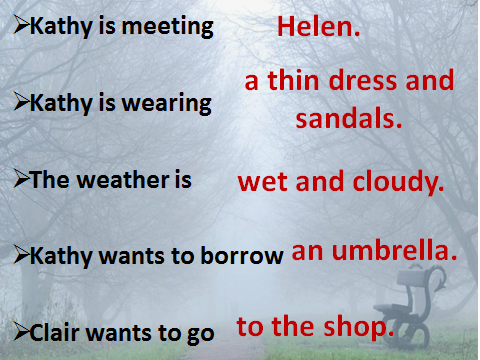 ➢Kathy is meeting Helen.
➢Kathy is wearing a thin dress and
sandals.
➢The weather is wet and cloudy.
➢Kathy wants to borrow an umbrella.
➢Clair wants to go to the shop.